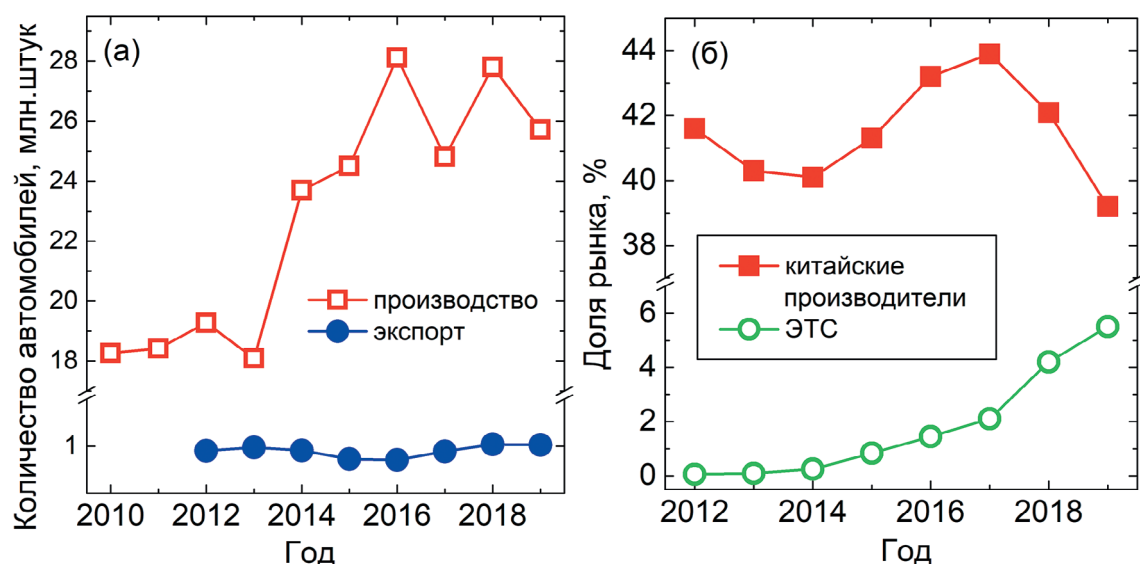 (а)
Количество автомобилей, млн.штук
28
26
24
22
20
18
1
производство
экспорт
2010 2012 2014 2016 2018
Год
(б)
Доля рынка, %
44
42
40
38
6
4
2
0
китайские
производители
ЭТС
2012 2014 2016 2018
Год